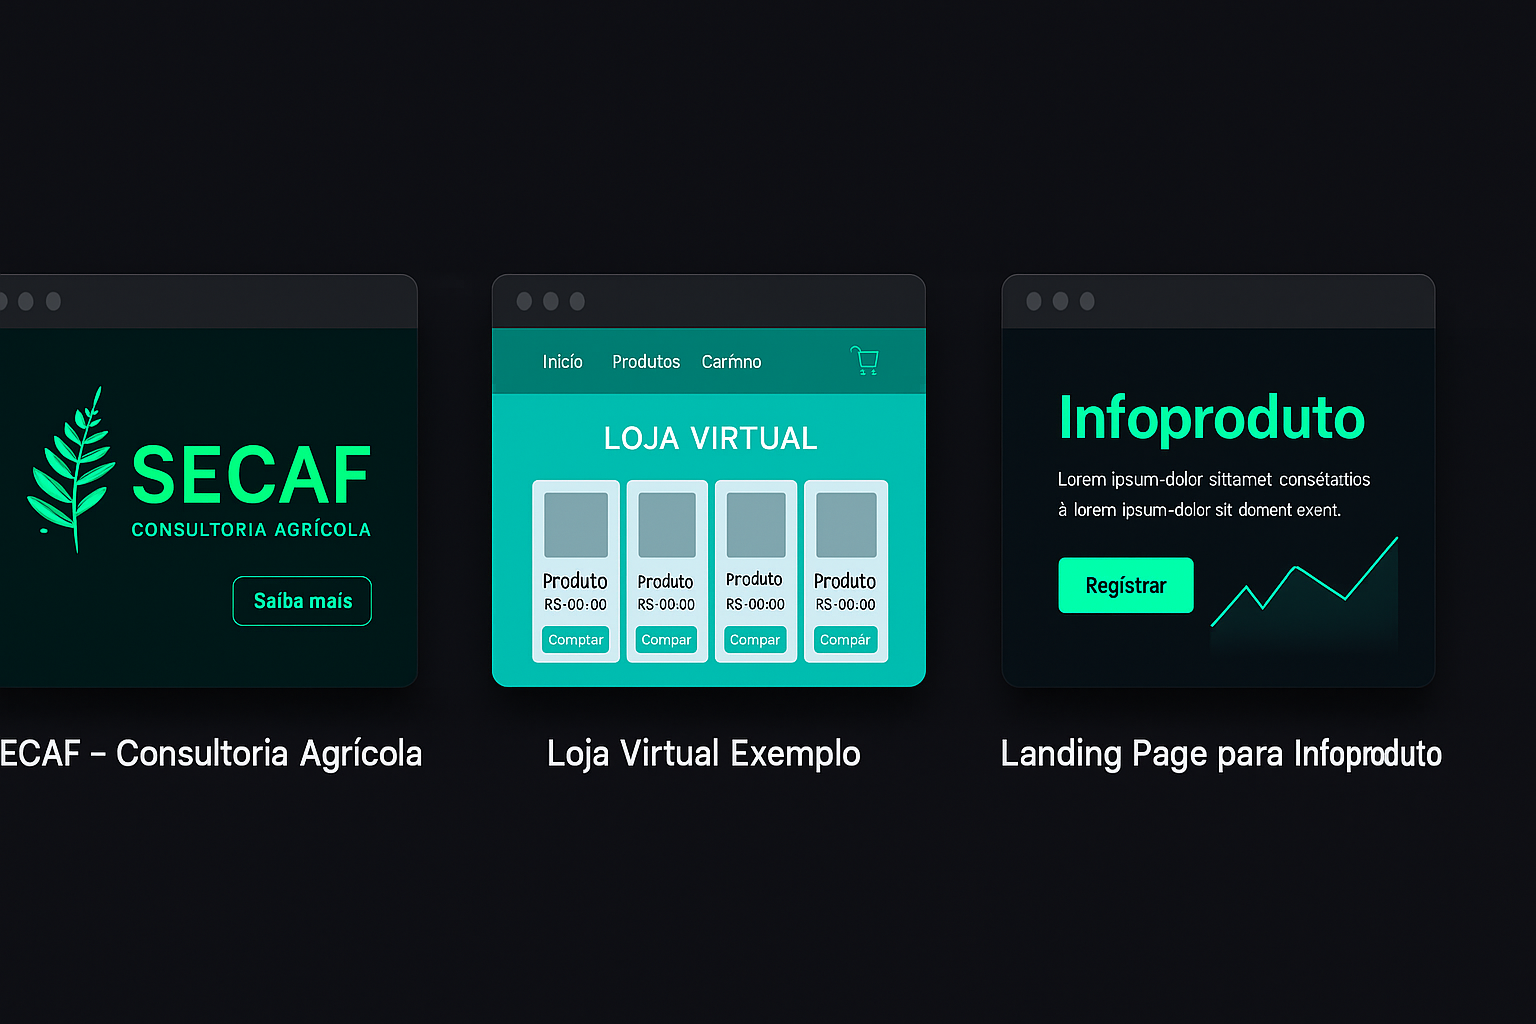 SECAF
CONSULTORIA AGRÍCOLA
Saíba mais
ECAF – Consultoria Agrícola
Inicío Produtos Carḿno
LOJA VIRTUAL
Produto Produto Produto Produto
RS-00:00 RS-00:00 RS-00:00 RS-00:00
Comptar Compar Compar Compár
Loja Virtual Exemplo
Infoproduto
Lorem ipsum-dolor sittamet consétatios
à lorem ipsum-dolor sit doment exent.
Regístrar
Landing Page para Infoproduto